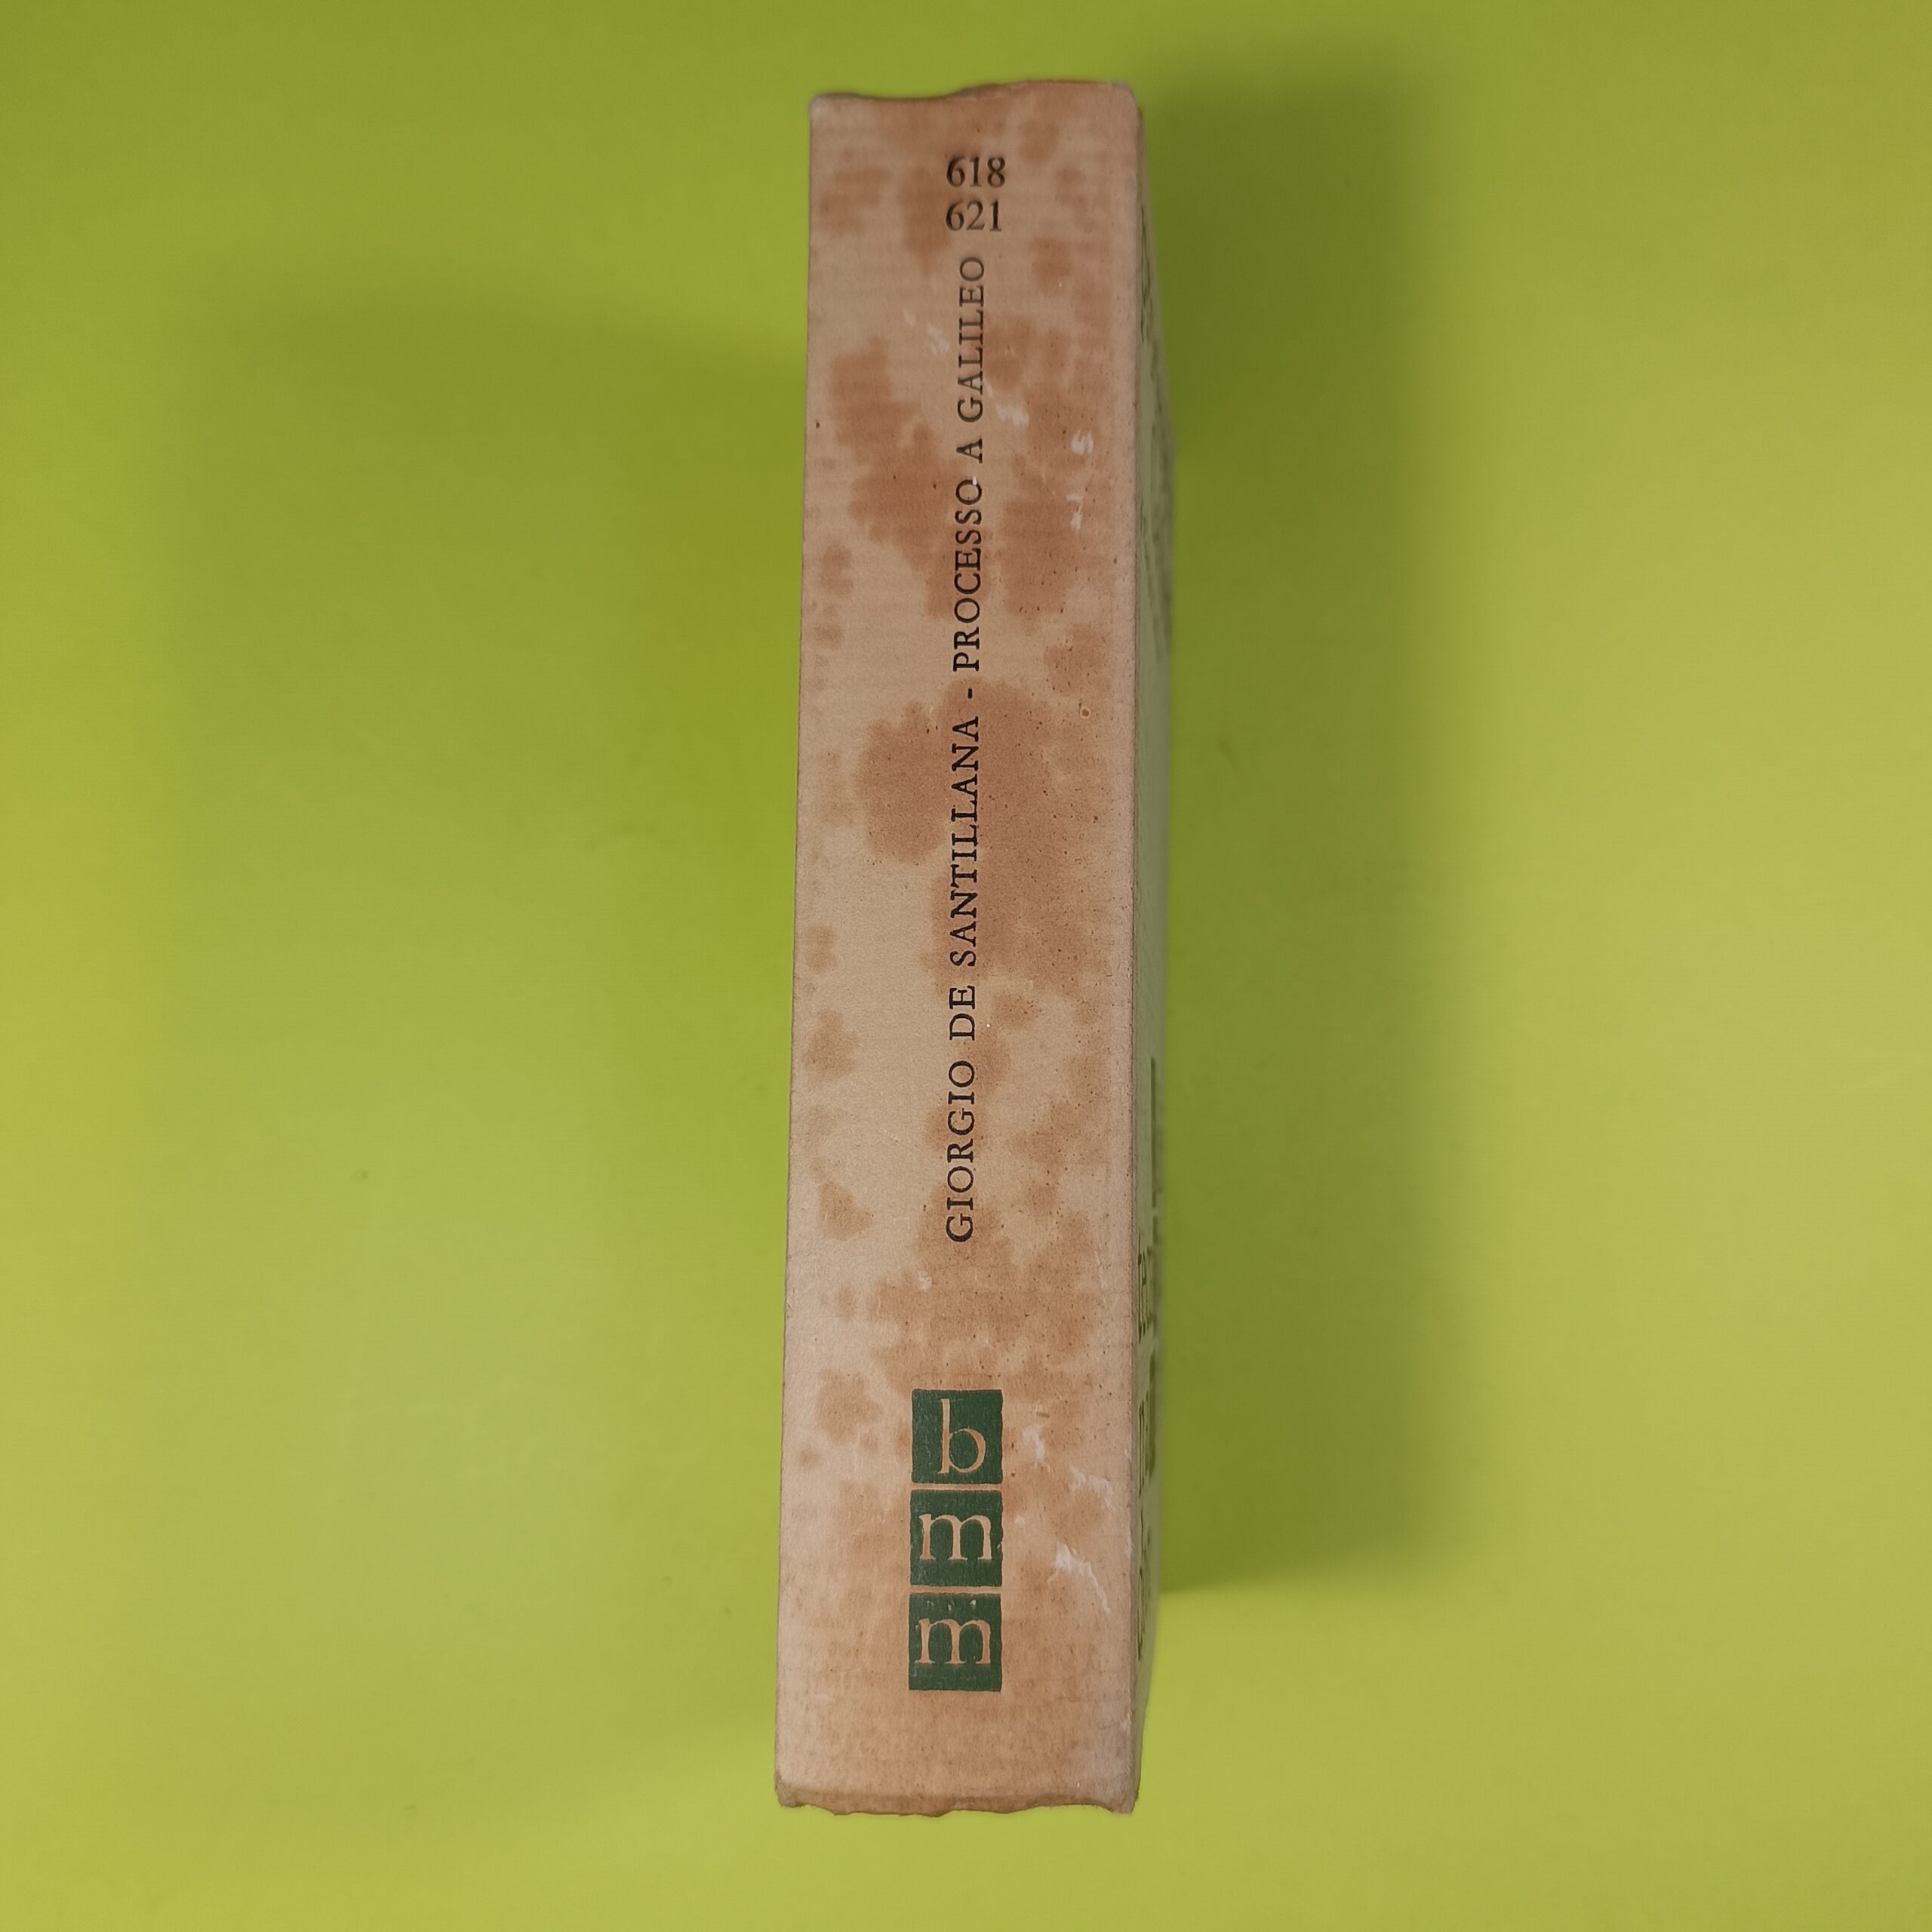 618
621
GIORGIO DE SANTILLANA - PROCESSO A GALILEO
b
m
m